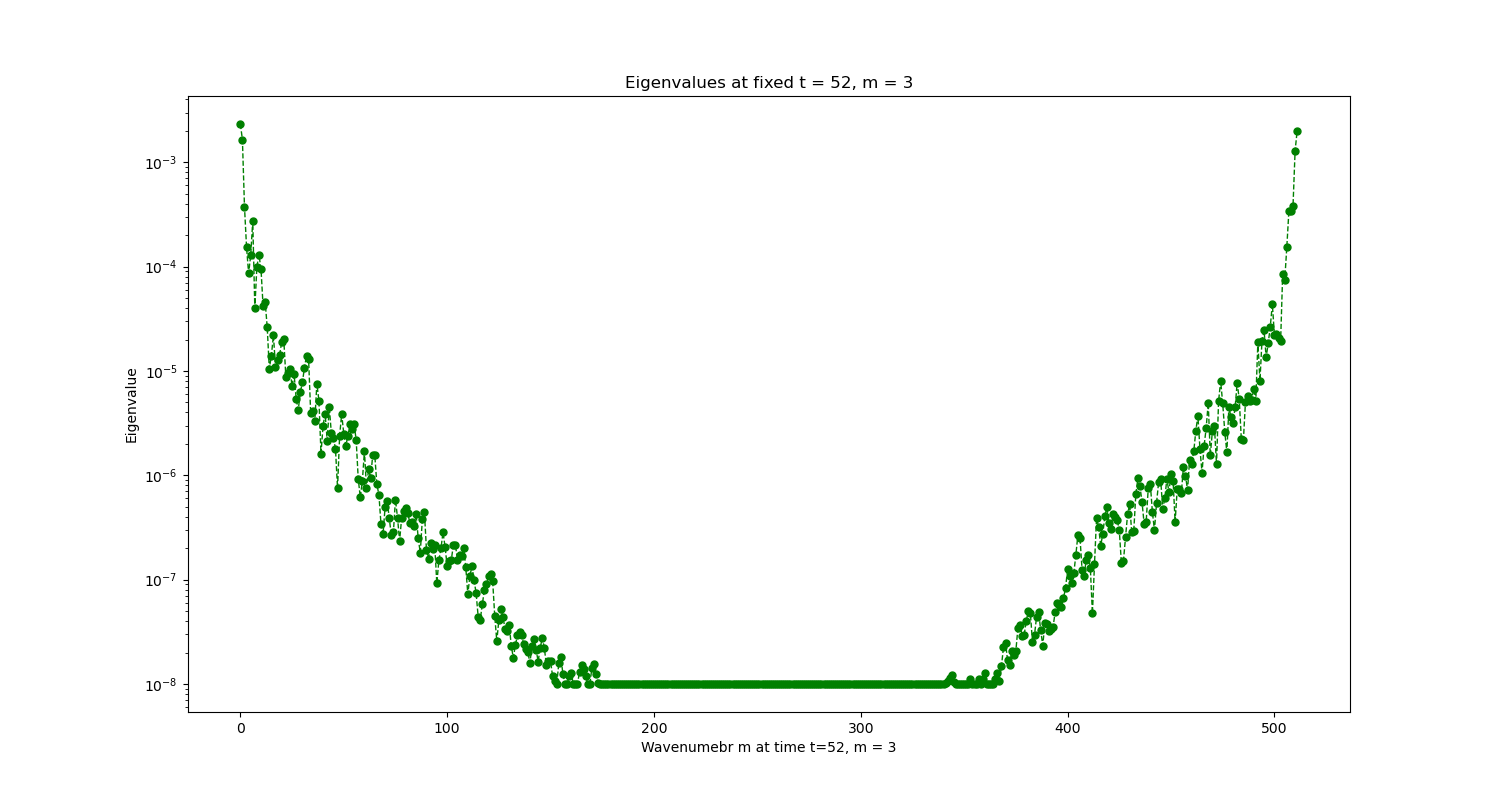 Eigenvalues at fixed t = 52, m = 3
Eigenvalue
10⁻³
10⁻⁴
10⁻⁵
10⁻⁶
10⁻⁷
10⁻⁸
0 100 200 300 400 500
Wavenumebr m at time t=52, m = 3